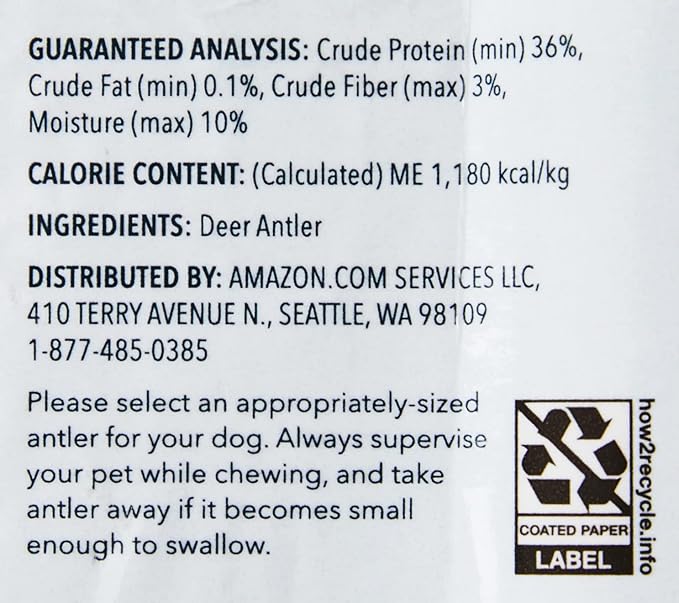 GUARANTEED ANALYSIS: Crude Protein (min) 36%,
Crude Fat (min) 0.1%, Crude Fiber (max) 3%,
Moisture (max) 10%
CALORIE CONTENT: (Calculated) ME 1,180 kcal/kg
INGREDIENTS: Deer Antler
DISTRIBUTED BY: AMAZON.COM SERVICES LLC,
410 TERRY AVENUE N., SEATTLE, WA 98109
1-877-485-0385
Please select an appropriately-sized
antler for your dog. Always supervise
your pet while chewing, and take
antler away if it becomes small
enough to swallow.
COATED PAPER
LABEL
how2recycle.info